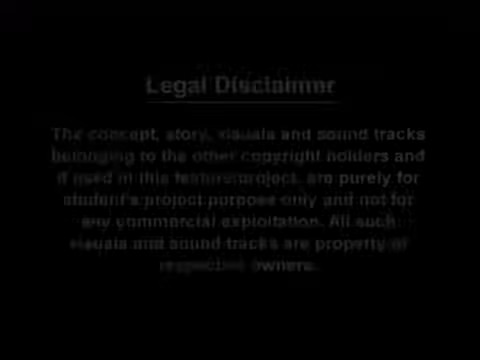 Legal Disclaimer
The concept, story, visuals and sound tracks
belonging to the other copyright holders and
if used in this feature/project, are purely for
student's project purpose only and not for
any commercial exploitation. All such
visuals and sound tracks are property of
respective owners.